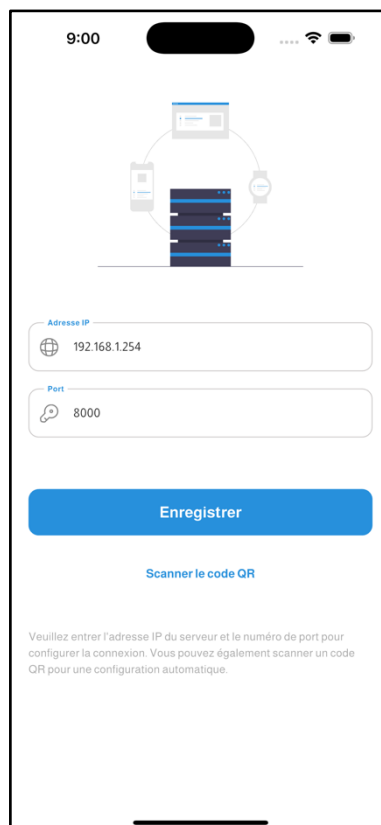 9:00
Adresse IP
192.168.1.254
Port
8000
Enregistrer
Scanner le code QR
Veuillez entrer l'adresse IP du serveur et le numéro de port pour
configurer la connexion. Vous pouvez également scanner un code
QR pour une configuration automatique.